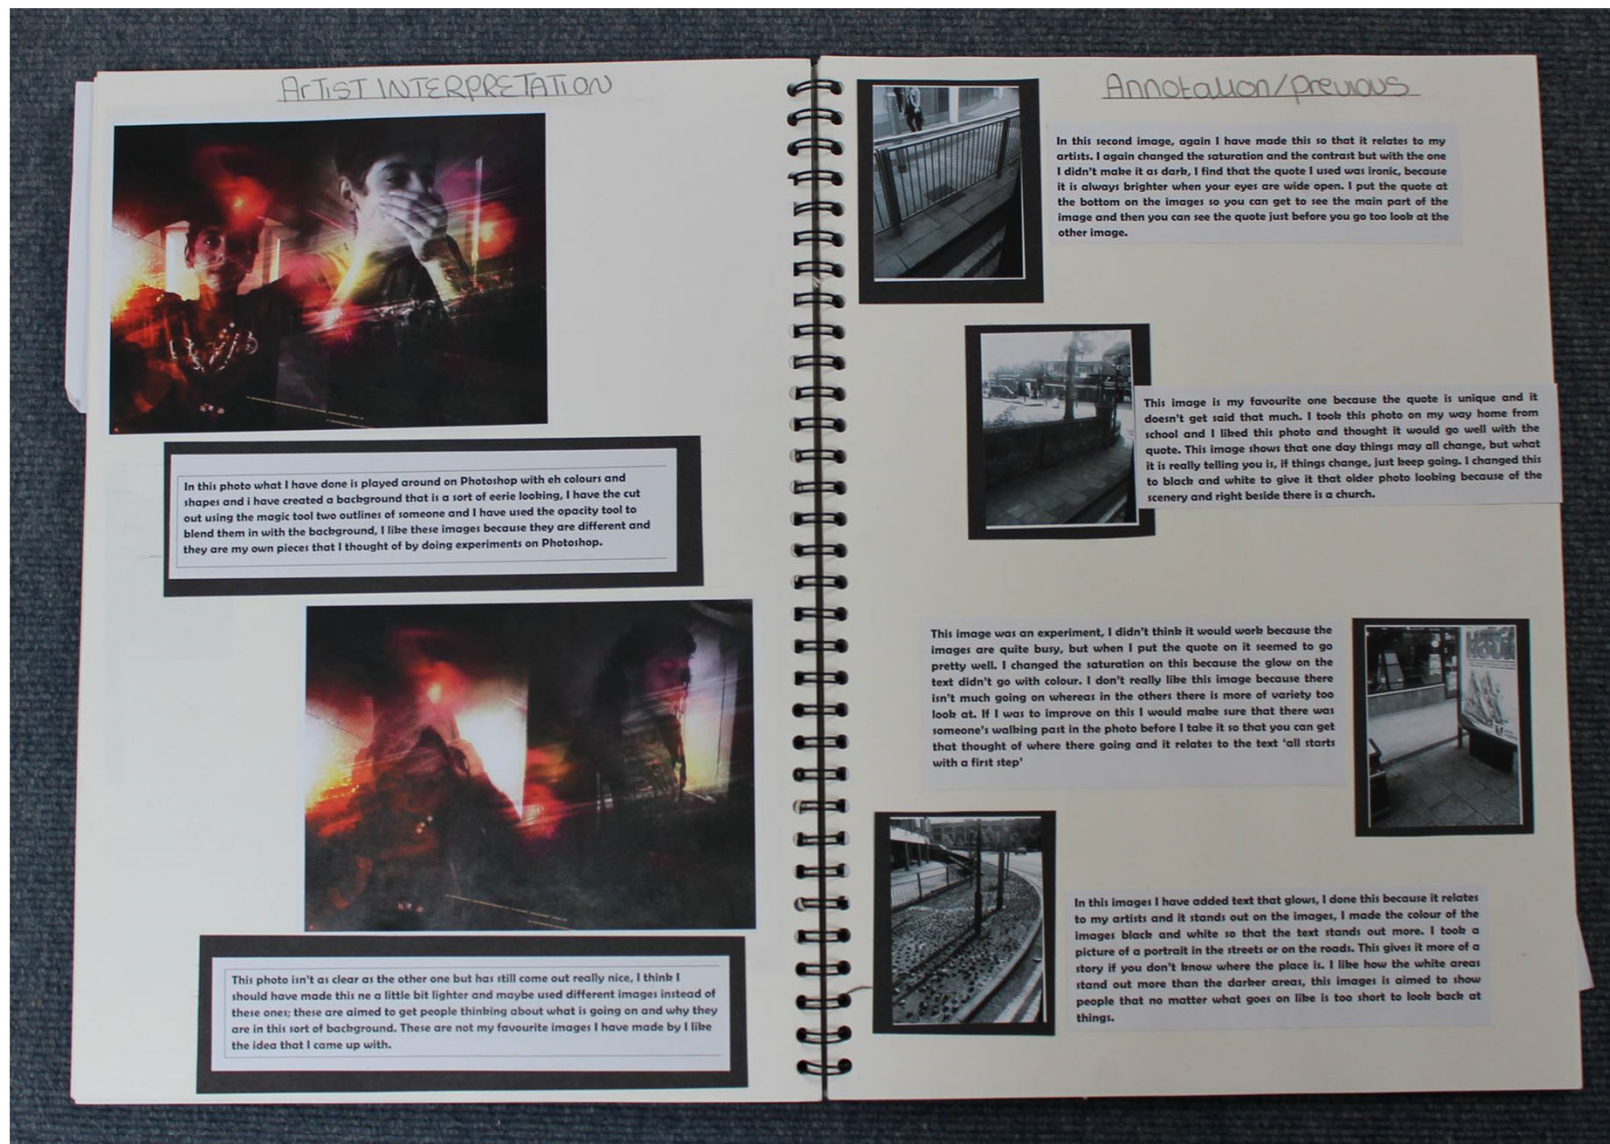 ARTIST INTERPRETATION
In this photo what I have done is played around on Photoshop with eh colours and
shapes and i have created a background that is a sort of eerie looking, I have the cut
out using the magic tool two outlines of someone and I have used the opacity tool to
blend them in with the background, I like these images because they are different and
they are my own pieces that I thought of by doing experiments on Photoshop.
This photo isn't as clear as the other one but has still come out really nice, I think I
should have made this ne a little bit lighter and maybe used different images instead of
these ones; these are aimed to get people thinking about what is going on and why they
are in this sort of background. These are not my favourite images I have made by I like
the idea that I came up with.
Annotation/previous
In this second image, again I have made this so that it relates to my
artists. I again changed the saturation and the contrast but with the one
I didn't make it as dark, I find that the quote I used was ironic, because
it is always brighter when your eyes are wide open. I put the quote at
the bottom on the images so you can get to see the main part of the
image and then you can see the quote just before you go too look at the
other image.
This image is my favourite one because the quote is unique and it
doesn't get said that much. I took this photo on my way home from
school and I liked this photo and thought it would go well with the
quote. This image shows that one day things may all change, but what
it is really telling you is, if things change, just keep going. I changed this
to black and white to give it that older photo looking because of the
scenery and right beside there is a church.
This image was an experiment, I didn't think it would work because the
images are quite busy, but when I put the quote on it seemed to go
pretty well. I changed the saturation on this because the glow on the
text didn't go with colour. I don't really like this image because there
isn't much going on whereas in the others there is more of variety too
look at. If I was to improve on this I would make sure that there was
someone's walking past in the photo before I take it so that you can get
that thought of where there going and it relates to the text 'all starts
with a first step'
In this images I have added text that glows, I done this because it relates
to my artists and it stands out on the images, I made the colour of the
images black and white so that the text stands out more. I took a
picture of a portrait in the streets or on the roads. This gives it more of a
story if you don't know where the place is. I like how the white areas
stand out more than the darker areas, this images is aimed to show
people that no matter what goes on like is too short to look back at
things.